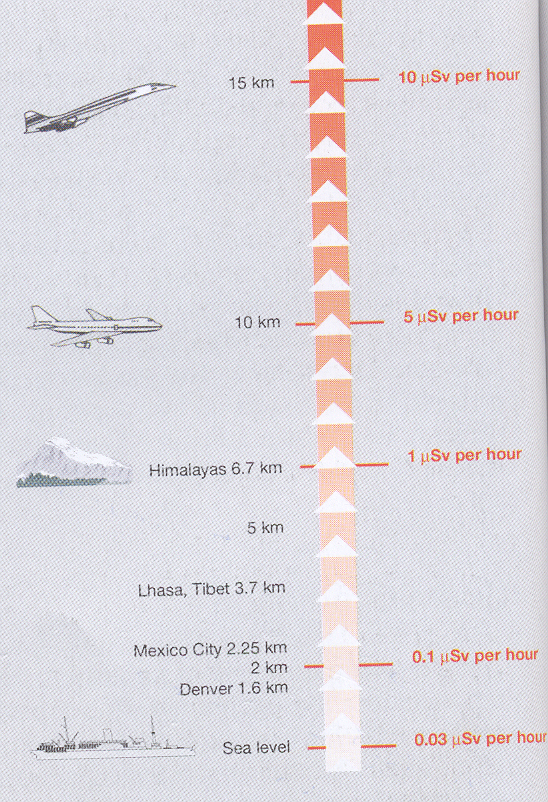 15 km 10 µSv per hour
10 km 5 µSv per hour
Himalayas 6.7 km 1 µSv per hour
5 km
Lhasa, Tibet 3.7 km
Mexico City 2.25 km
2 km 0.1 µSv per hour
Denver 1.6 km
Sea level 0.03 µSv per hour